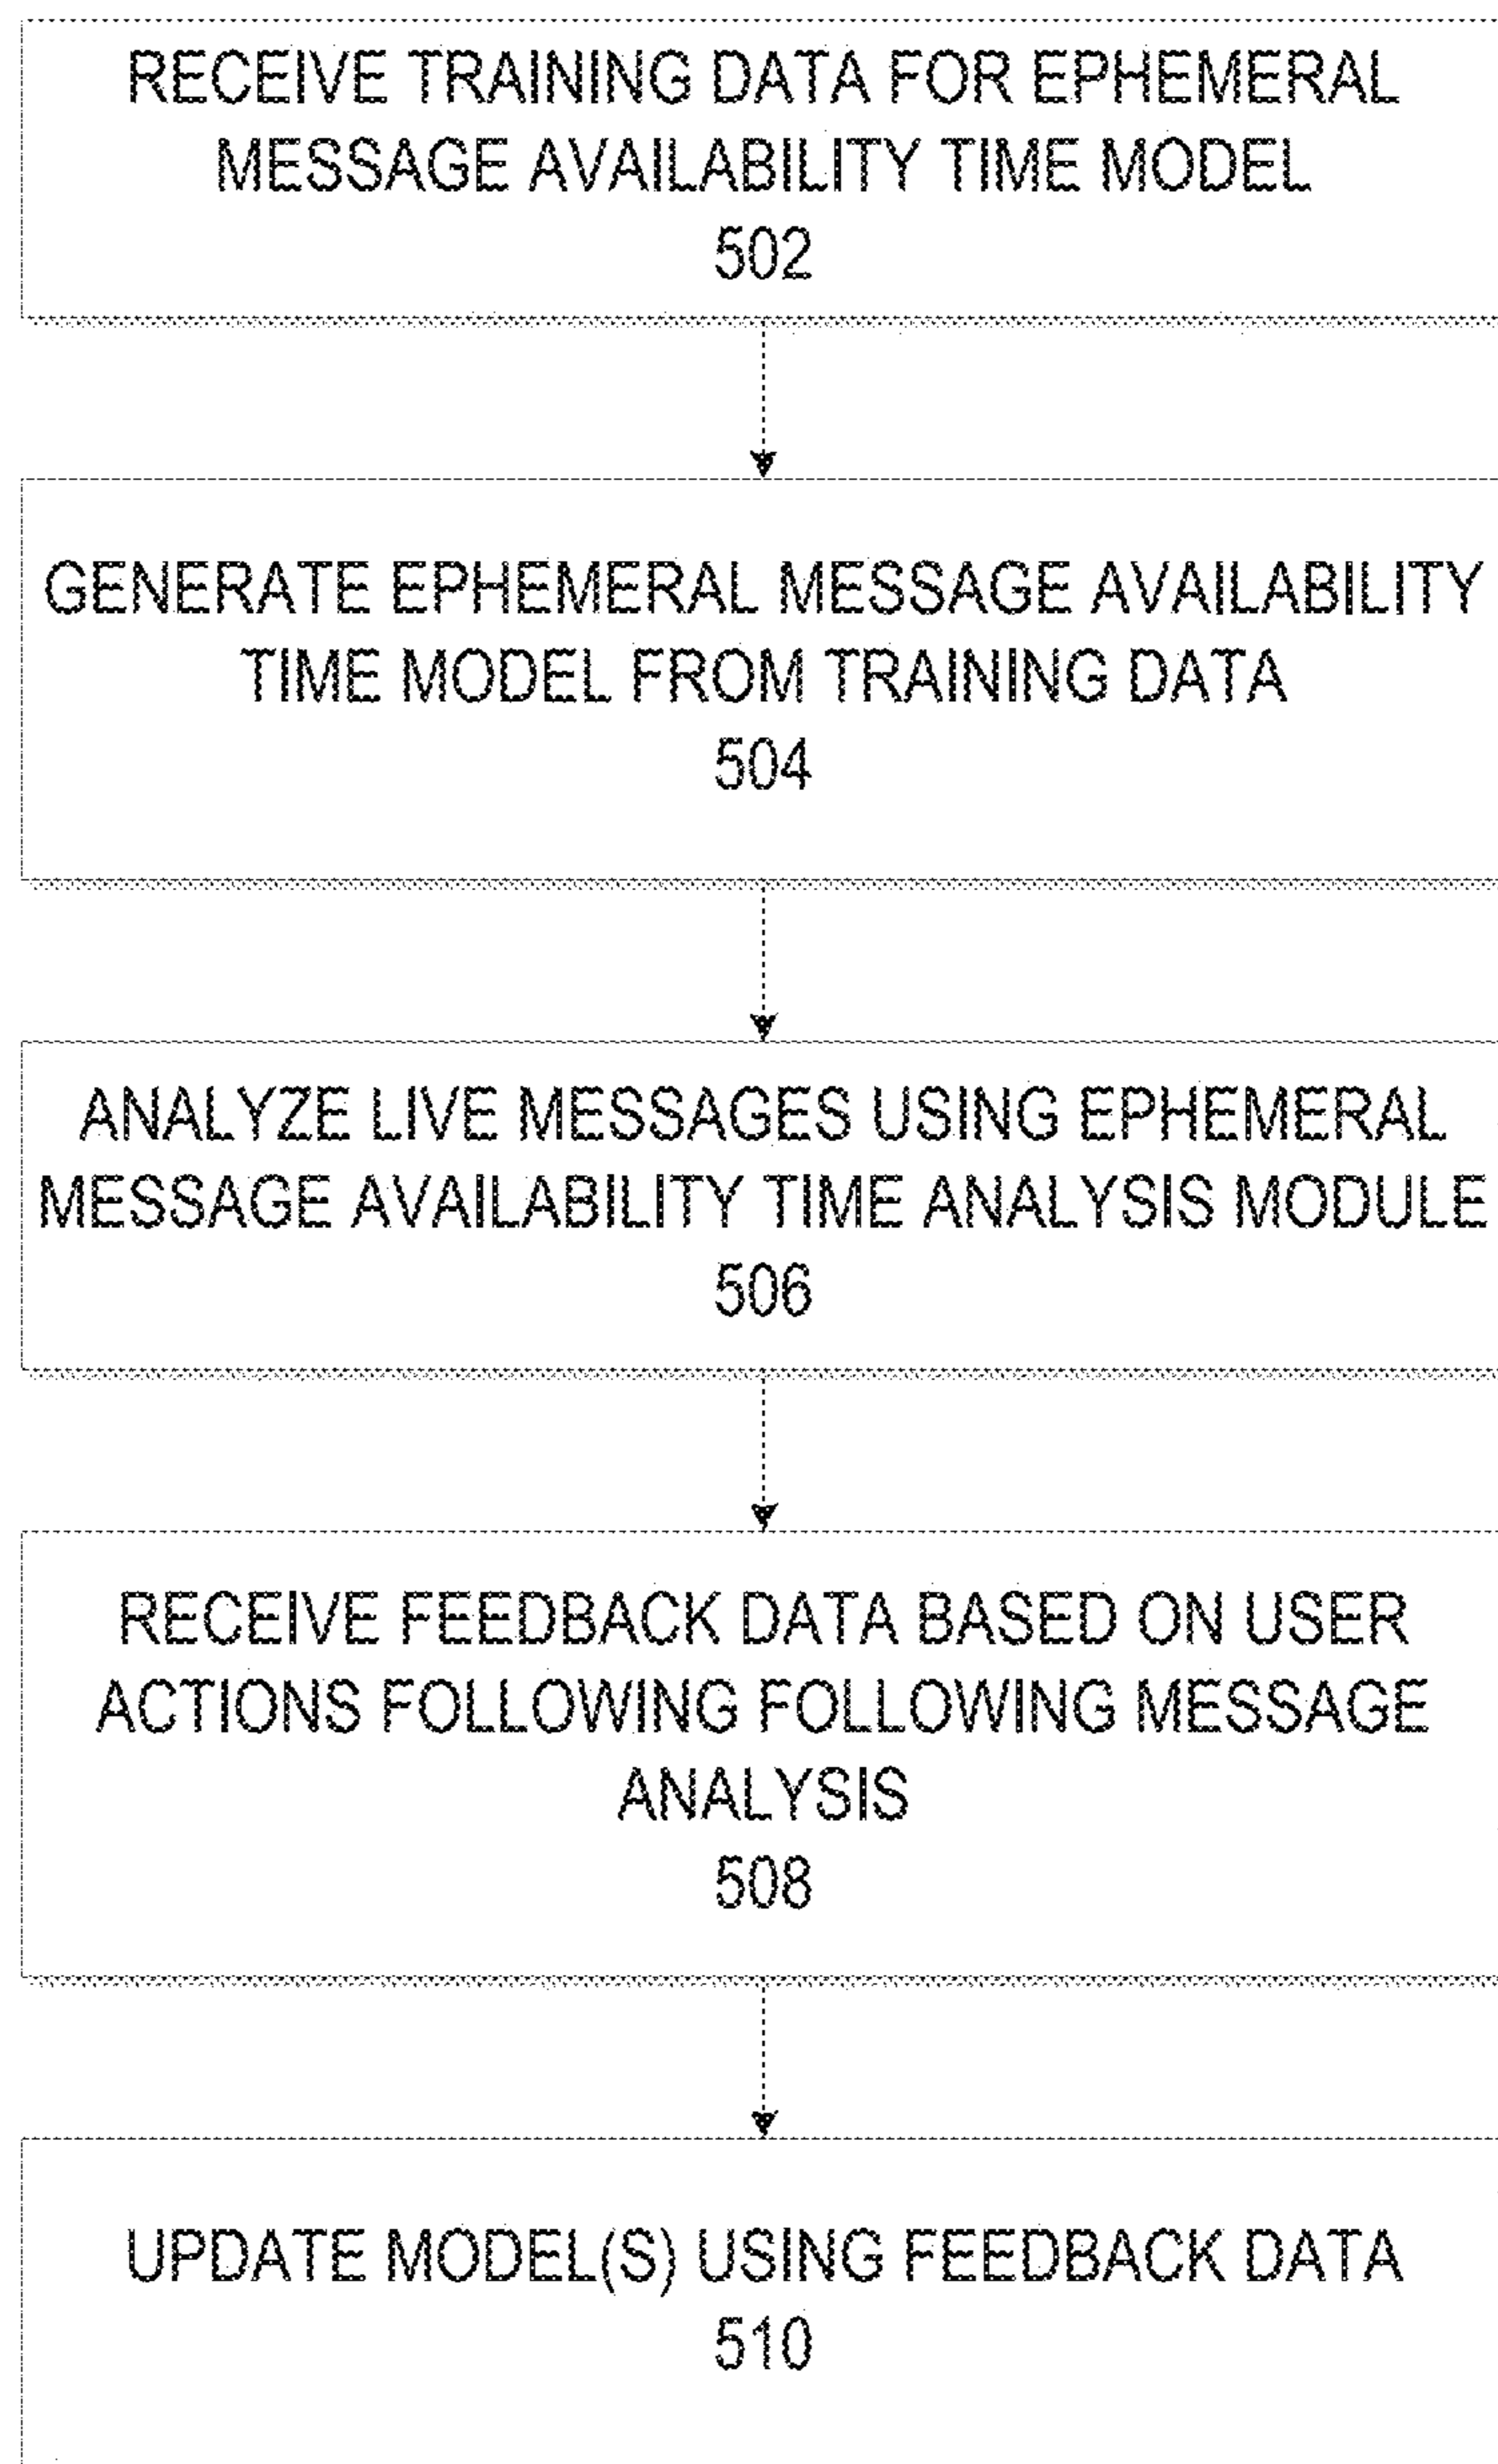 RECEIVE TRAINING DATA FOR EPHEMERAL
MESSAGE AVAILABILITY TIME MODEL
502
GENERATE EPHEMERAL MESSAGE AVAILABILITY
TIME MODEL FROM TRAINING DATA
504
ANALYZE LIVE MESSAGES USING EPHEMERAL
MESSAGE AVAILABILITY TIME ANALYSIS MODULE
506
RECEIVE FEEDBACK DATA BASED ON USER
ACTIONS FOLLOWING FOLLOWING MESSAGE
ANALYSIS
508
UPDATE MODEL(S) USING FEEDBACK DATA
510